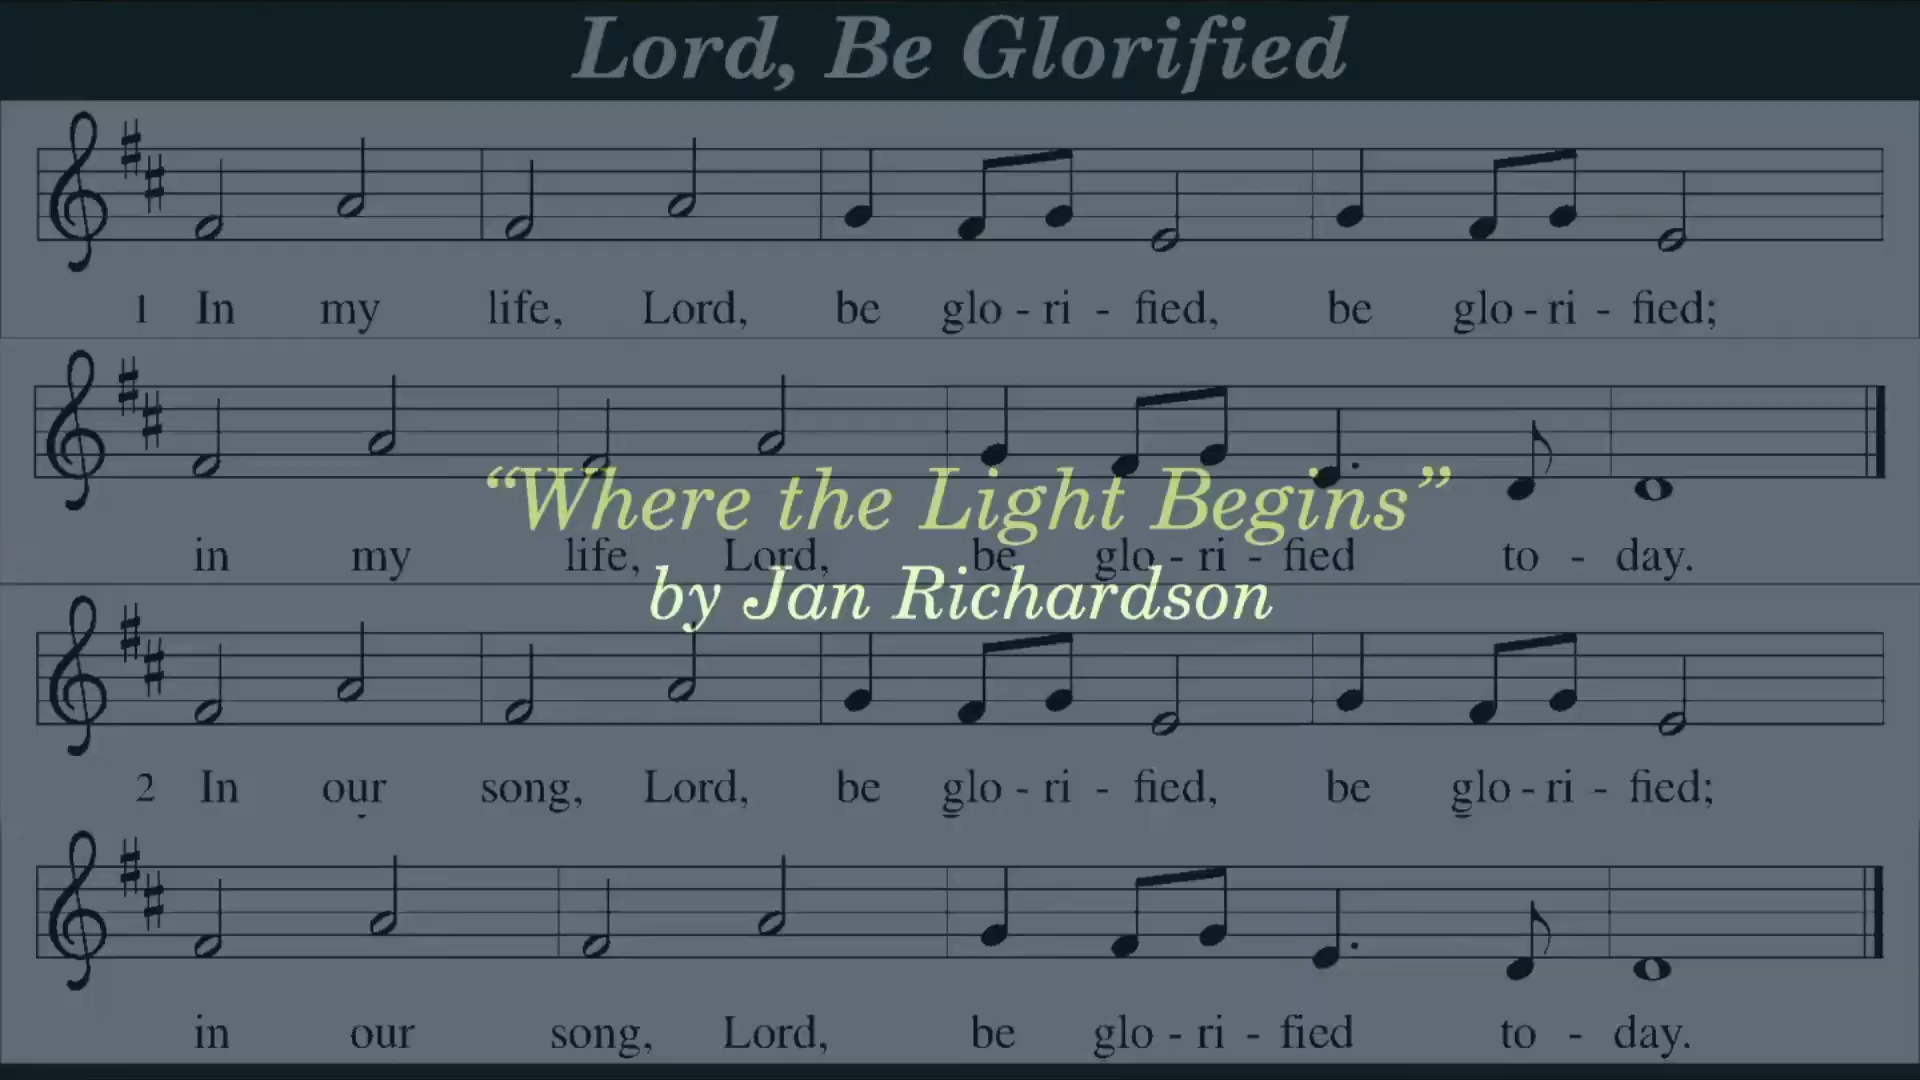 Lord, Be Glorified
1 In my life, Lord, be glo - ri - fied, be glo - ri - fied;
“Where the Light Begins”
in my life, Lord, be glo - ri - fied to - day.
by Jan Richardson
2 In our song, Lord, be glo - ri - fied, be glo - ri - fied;
in our song, Lord, be glo - ri - fied to - day.